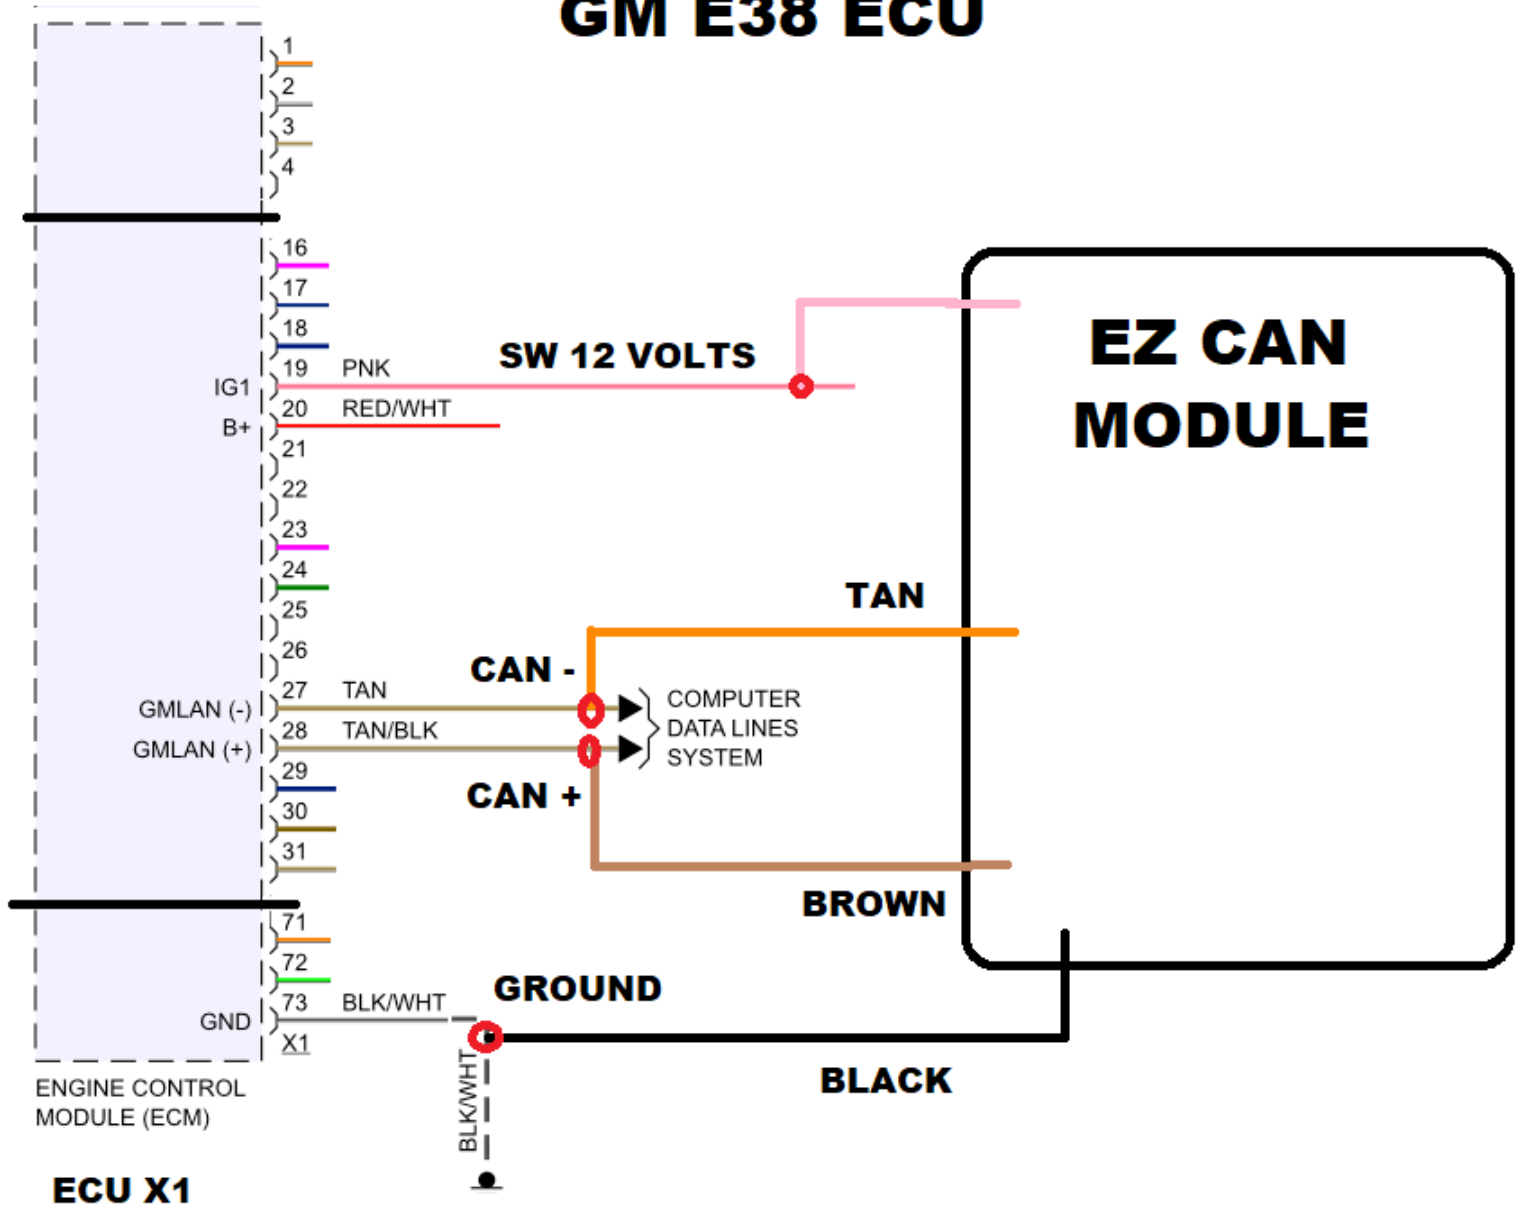 GM E38 ECU
1
2
3
4
16
17
18
IG1 19 PNK
SW 12 VOLTS
B+ 20 RED/WHT
21
22
23
24
25
26
GMLAN (-) 27 TAN
GMLAN (+) 28 TAN/BLK
29
30
31
71
72
GND 73 BLK/WHT
X1
ENGINE CONTROL
MODULE (ECM)
ECU X1
CAN -
CAN +
COMPUTER
DATA LINES
SYSTEM
TAN
BROWN
GROUND
BLACK
BLK/WHT
EZ CAN
MODULE